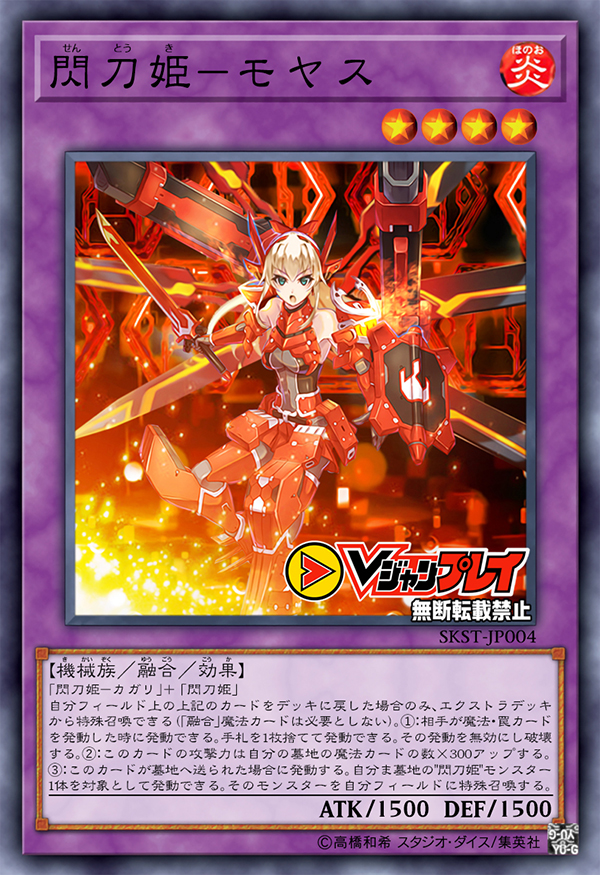 せん とう き
閃刀姫－モヤス
ほのお
炎
Vジャンプレイ
無断転載禁止
SKST-JP004
き かい ぞく ゆう ごう こう か
【機械族／融合／効果】
「閃刀姫－カガリ」＋「閃刀姫」
自分フィールド上の上記のカードをデッキに戻した場合のみ、エクストラデッキ
から特殊召喚できる（「融合」魔法カードは必要としない）。①：相手が魔法・罠カード
を発動した時に発動できる。手札を1枚捨てて発動できる。その発動を無効にし破壊
する。②：このカードの攻撃力は自分の墓地の魔法カードの数×300アップする。
③：このカードが墓地へ送られた場合に発動する。自分ま墓地の"閃刀姫"モンスター
1体を対象として発動できる。そのモンスターを自分フィールドに特殊召喚する。
ATK/1500 DEF/1500
©高橋和希 スタジオ・ダイス/集英社